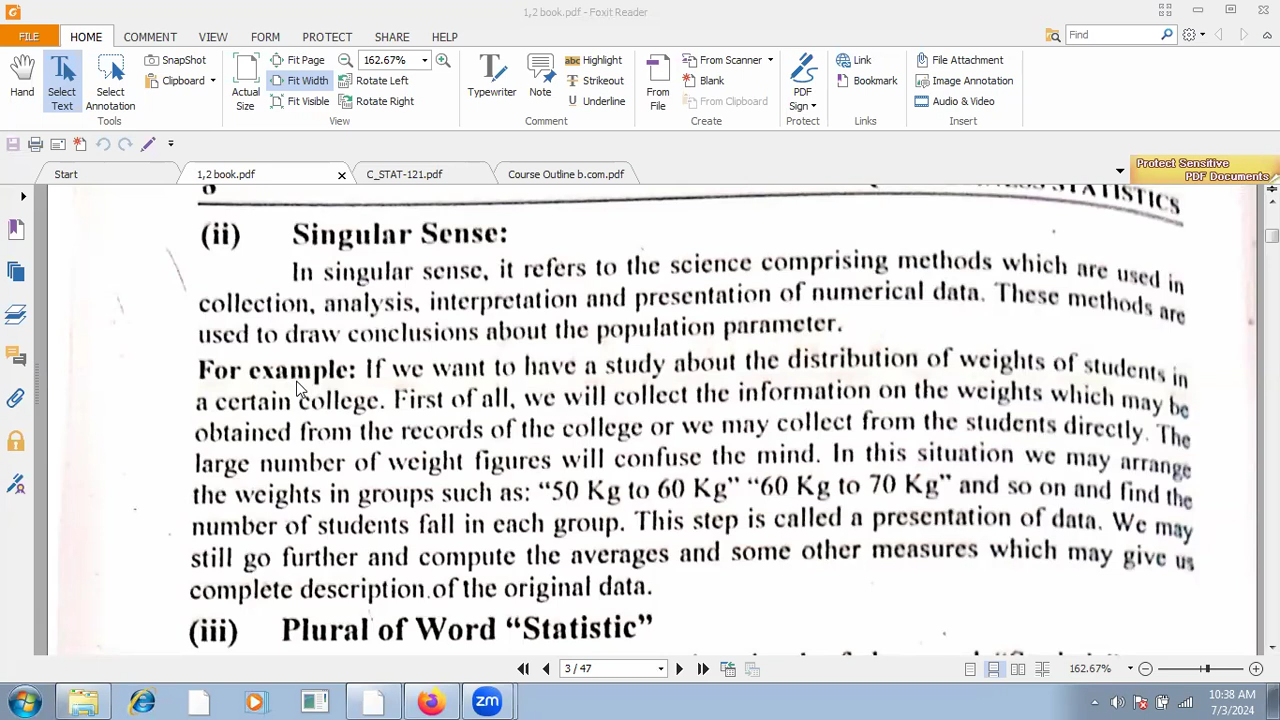 1,2 book.pdf - Foxit Reader
FILE HOME COMMENT VIEW FORM PROTECT SHARE HELP
Find
Hand
Select Text
Select Annotation
SnapShot
Clipboard
Tools
Actual Size
Fit Page
Fit Width
Fit Visible
162.67%
Rotate Left
Rotate Right
View
Typewriter
Note
Highlight
Strikeout
Underline
Comment
From File
From Scanner
Blank
From Clipboard
Create
PDF Sign
Protect
Link
Bookmark
Links
File Attachment
Image Annotation
Audio & Video
Insert
Start
1,2 book.pdf
C_STAT-121.pdf
Course Outline b.com.pdf
Protect Sensitive
PDF Documents
STATISTICS
(ii) Singular Sense:
In singular sense, it refers to the science comprising methods which are used in
collection, analysis, interpretation and presentation of numerical data. These methods are
used to draw conclusions about the population parameter.
For example: If we want to have a study about the distribution of weights of students in
a certain college. First of all, we will collect the information on the weights which may be
obtained from the records of the college or we may collect from the students directly. The
large number of weight figures will confuse the mind. In this situation we may arrange
the weights in groups such as: “50 Kg to 60 Kg” “60 Kg to 70 Kg” and so on and find the
number of students fall in each group. This step is called a presentation of data. We may
still go further and compute the averages and some other measures which may give us
complete description of the original data.
(iii) Plural of Word “Statistic”
3 / 47
162.67%
zm
10:38 AM
7/3/2024